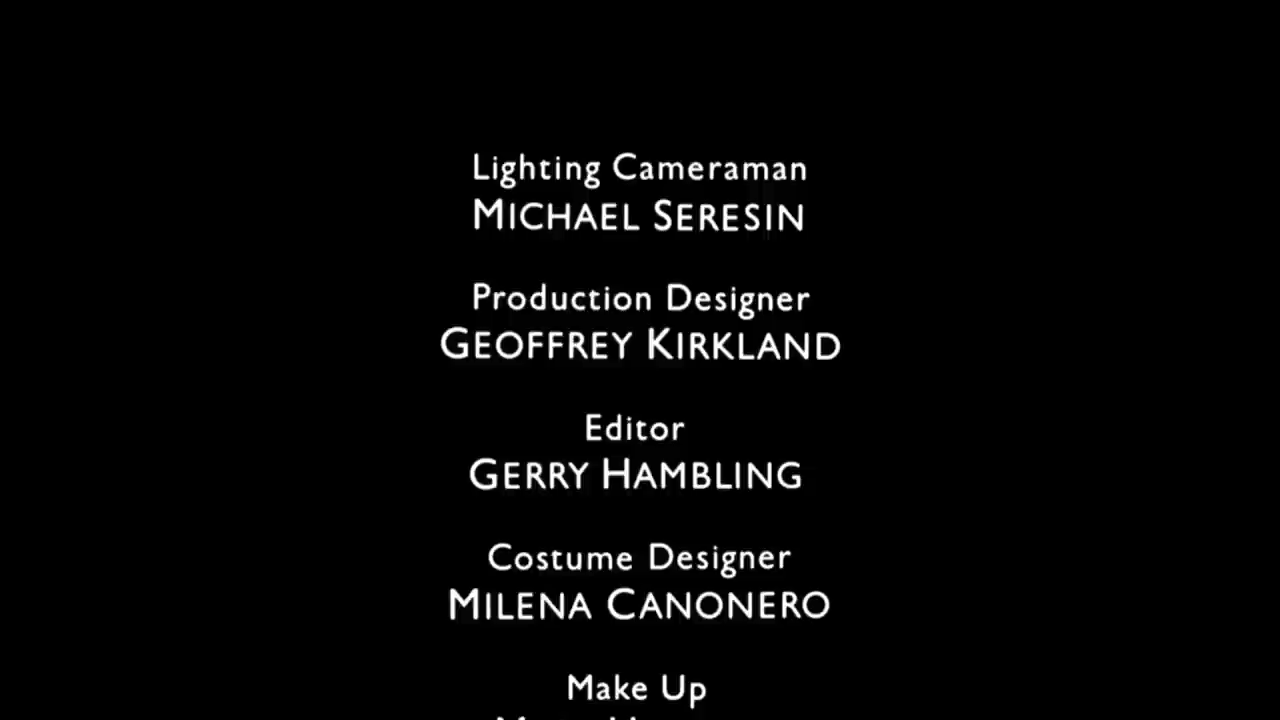 Lighting Cameraman
MICHAEL SERESIN
Production Designer
GEOFFREY KIRKLAND
Editor
GERRY HAMBLING
Costume Designer
MILENA CANONERO
Make Up